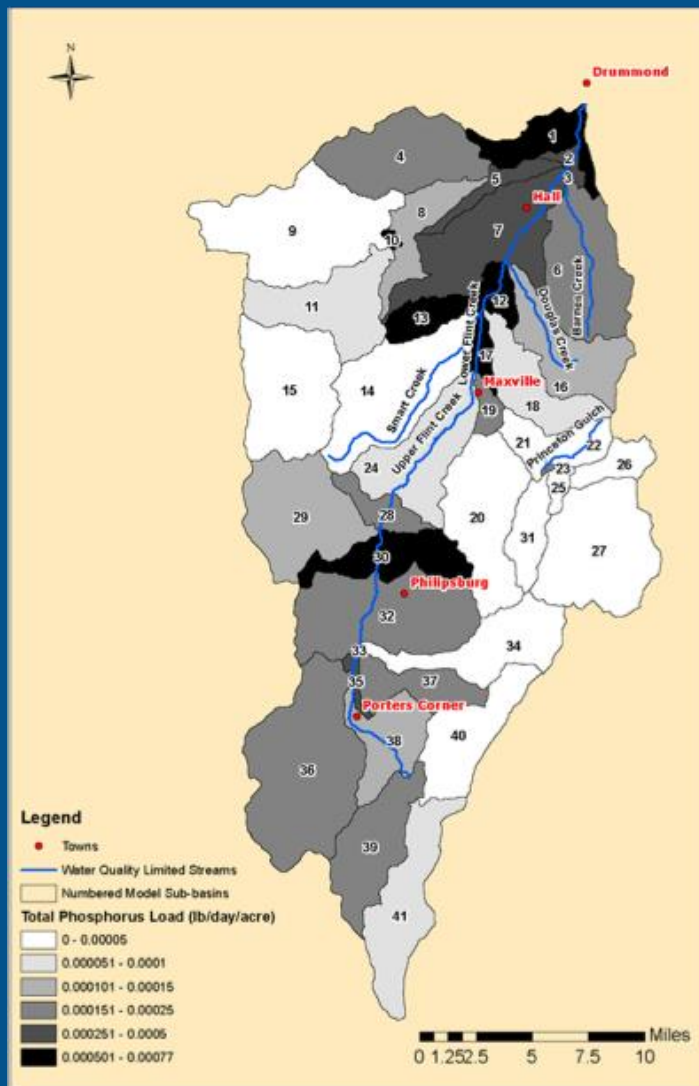 N
Drummond
1
4
2
5
3
Hall
8
7
9
10
6
11
Barnes Creek
12
Douglas Creek
13
Lower Flint Creek
17
16
15
14
Maxville
Smart Creek
19
18
Upper Flint Creek
21
Princeton Gulch
22
24
23
26
25
29
28
20
31
27
30
Philipsburg
32
33
34
35
37
Porters Corner
38
40
36
39
41
Legend
Towns
Water Quality Limited Streams
Numbered Model Sub-basins
Total Phosphorus Load (lb/day/acre)
0 - 0.00005
0.000051 - 0.0001
0.000101 - 0.00015
0.000151 - 0.00025
0.000251 - 0.0005
0.000501 - 0.00077
Miles
0 1.252.5 5 7.5 10